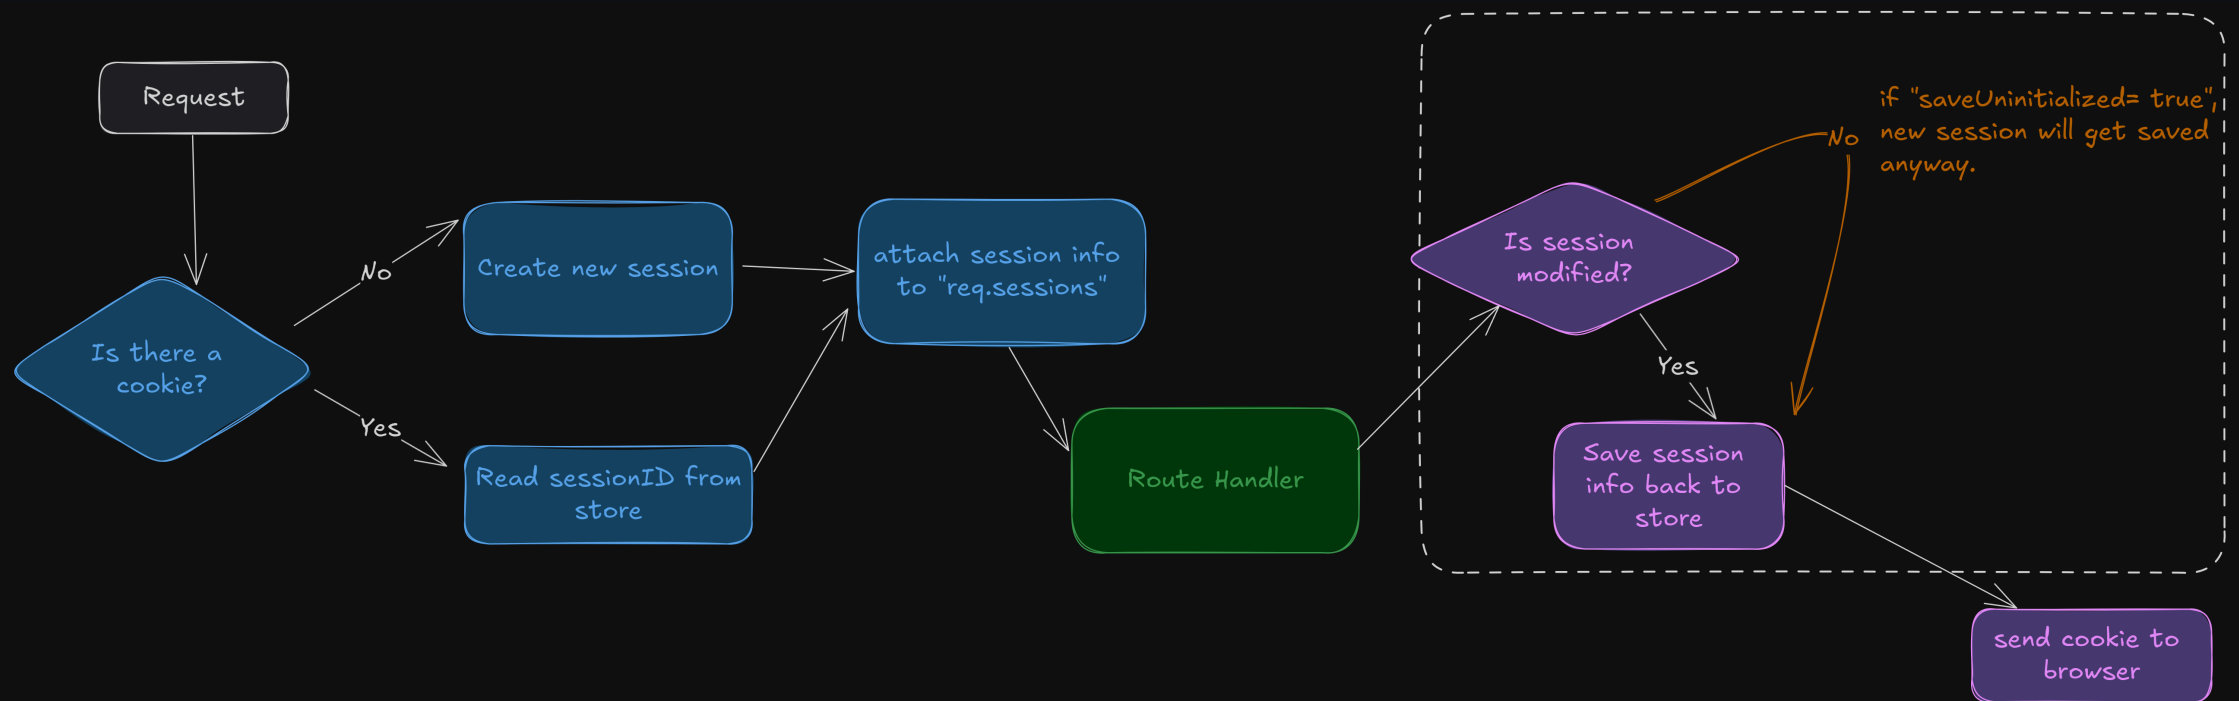 Request
Is there a
cookie?
No
Yes
Create new session
Read sessionID from
store
attach session info
to "req.sessions"
Route Handler
Is session
modified?
No
if "saveUninitialized= true",
new session will get saved
anyway.
Yes
Save session
info back to
store
send cookie to
browser